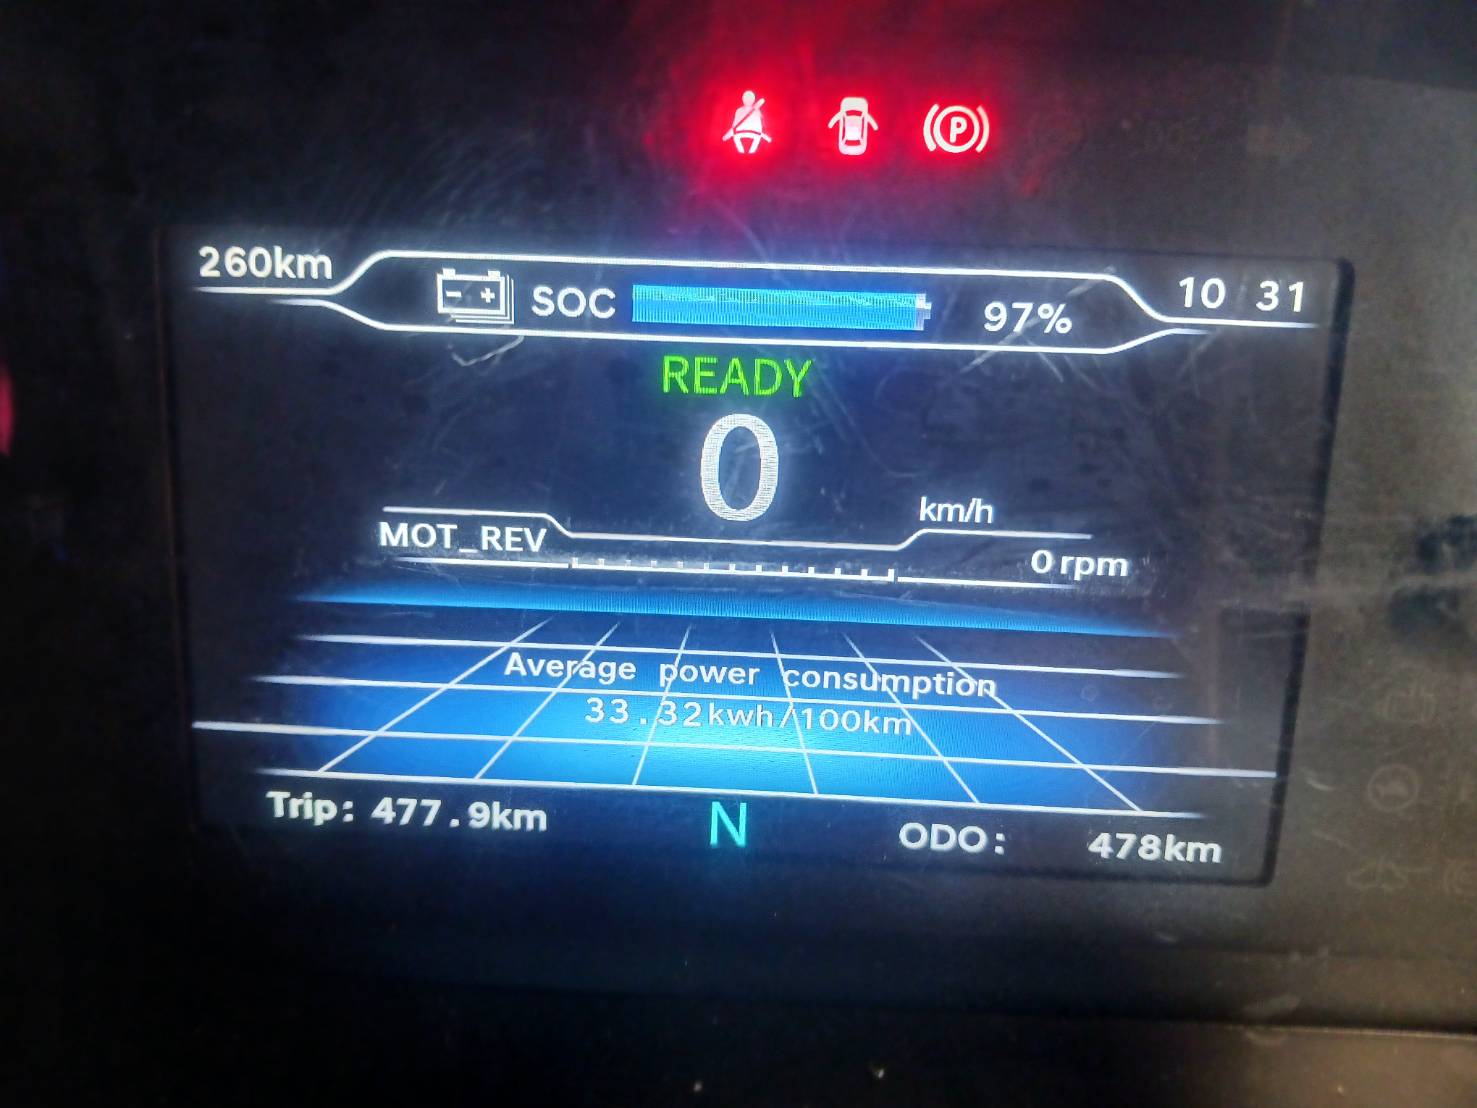 P
260km
SOC 97%
10 31
READY
0
km/h
MOT_REV
0 rpm
Average power consumption
33.32kwh/100km
Trip: 477.9km
N
ODO: 478km